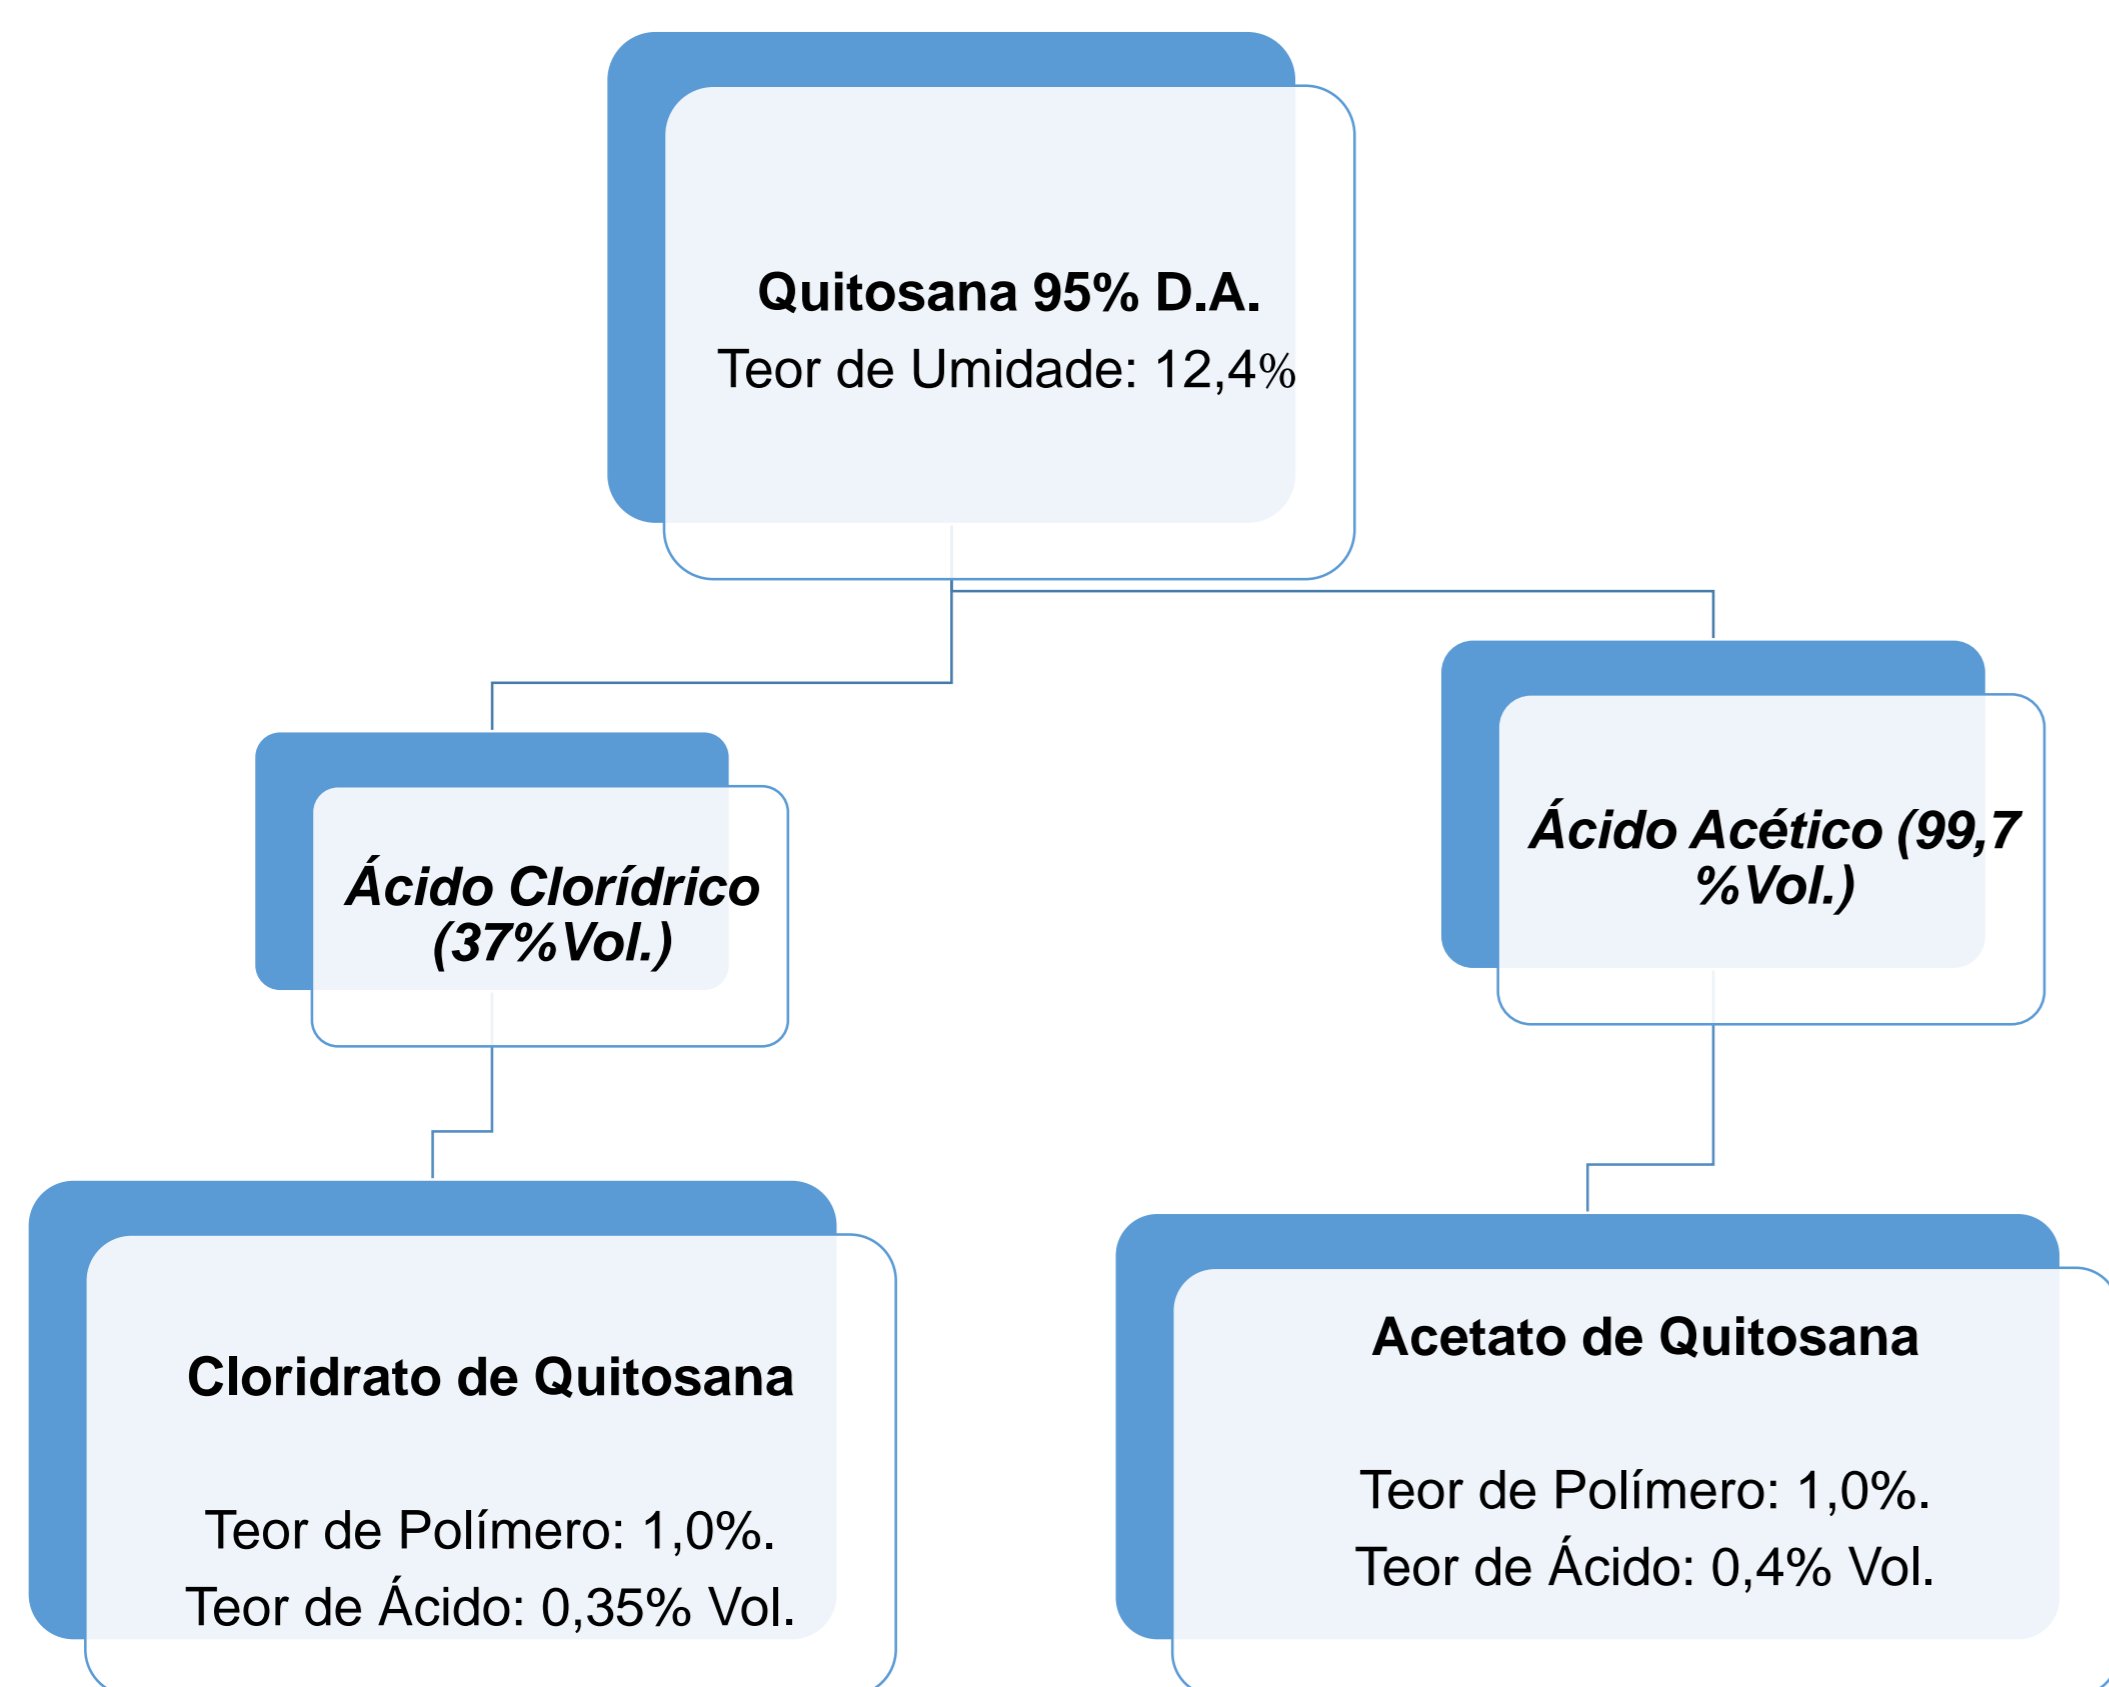 Quitosana 95% D.A.
Teor de Umidade: 12,4%
Ácido Clorídrico
(37%Vol.)
Ácido Acético (99,7
%Vol.)
Cloridrato de Quitosana
Teor de Polímero: 1,0%.
Teor de Ácido: 0,35% Vol.
Acetato de Quitosana
Teor de Polímero: 1,0%.
Teor de Ácido: 0,4% Vol.